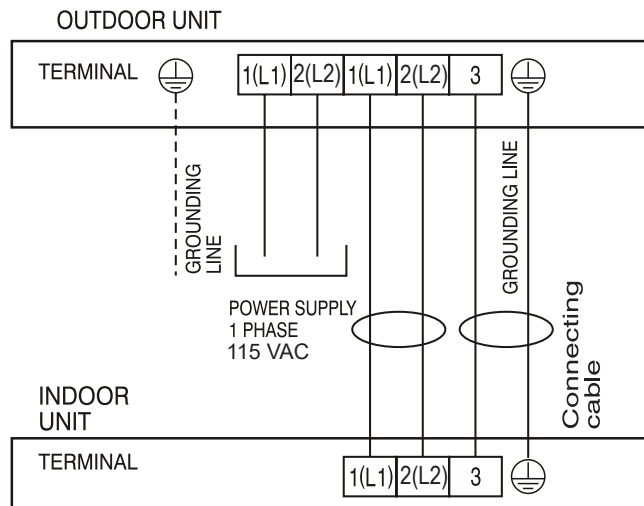 OUTDOOR UNIT
TERMINAL
1(L1) 2(L2) 1(L1) 2(L2) 3
GROUNDING
LINE
GROUNDING LINE
POWER SUPPLY
1 PHASE
115 VAC
Connecting
cable
INDOOR
UNIT
TERMINAL
1(L1) 2(L2) 3